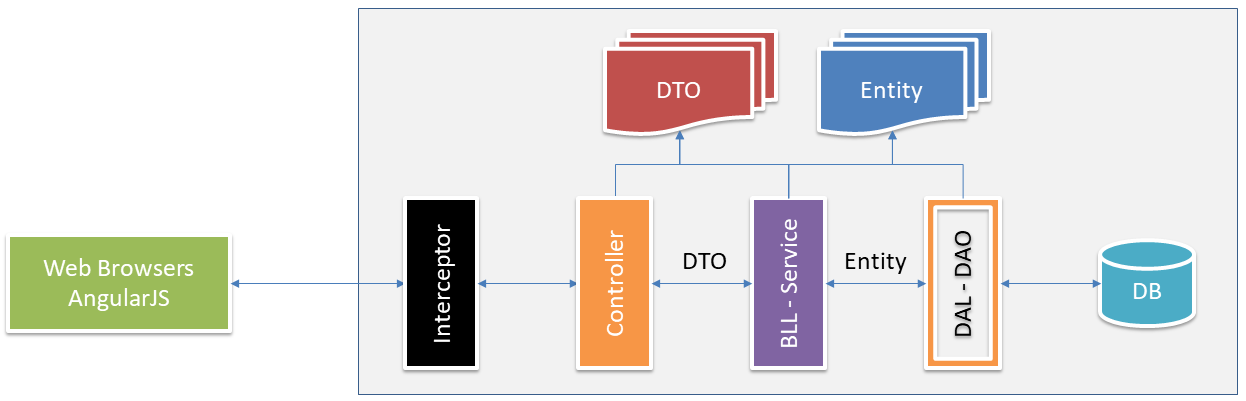 DTO
Entity
Web Browsers
AngularJS
Interceptor
Controller
DTO
BLL - Service
Entity
DAL - DAO
DB